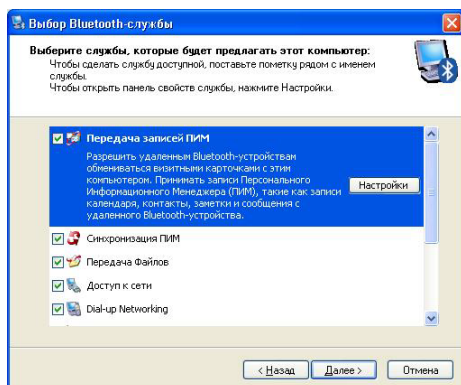 Выбор Bluetooth-службы
Выберите службы, которые будет предлагать этот компьютер:
Чтобы сделать службу доступной, поставьте пометку рядом с именем
службы.
Чтобы открыть панель свойств службы, нажмите Настройки.
Передача записей ПИМ
Разрешить удаленным Bluetooth-устройствам
обмениваться визитными карточками с этим
компьютером. Принимать записи Персонального
Информационного Менеджера (ПИМ), такие как записи
календаря, контакты, заметки и сообщения с
удаленного Bluetooth-устройства.
Настройки
Синхронизация ПИМ
Передача Файлов
Доступ к сети
Dial-up Networking
< Назад
Далее >
Отмена